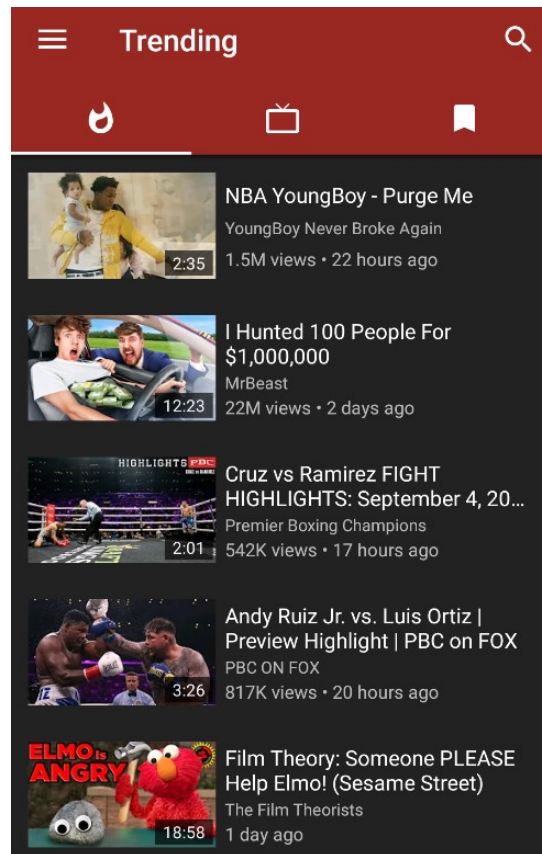 Trending
NBA YoungBoy - Purge Me
YoungBoy Never Broke Again
2:35
1.5M views • 22 hours ago
I Hunted 100 People For
$1,000,000
MrBeast
12:23
22M views • 2 days ago
HIGHLIGHTS PBC
Cruz vs Ramirez FIGHT
HIGHLIGHTS: September 4, 20...
Premier Boxing Champions
2:01
542K views • 17 hours ago
Andy Ruiz Jr. vs. Luis Ortiz |
Preview Highlight | PBC on FOX
PBC ON FOX
3:26
817K views • 20 hours ago
ELMO IS
ANGRY
Film Theory: Someone PLEASE
Help Elmo! (Sesame Street)
The Film Theorists
18:58
1 day ago